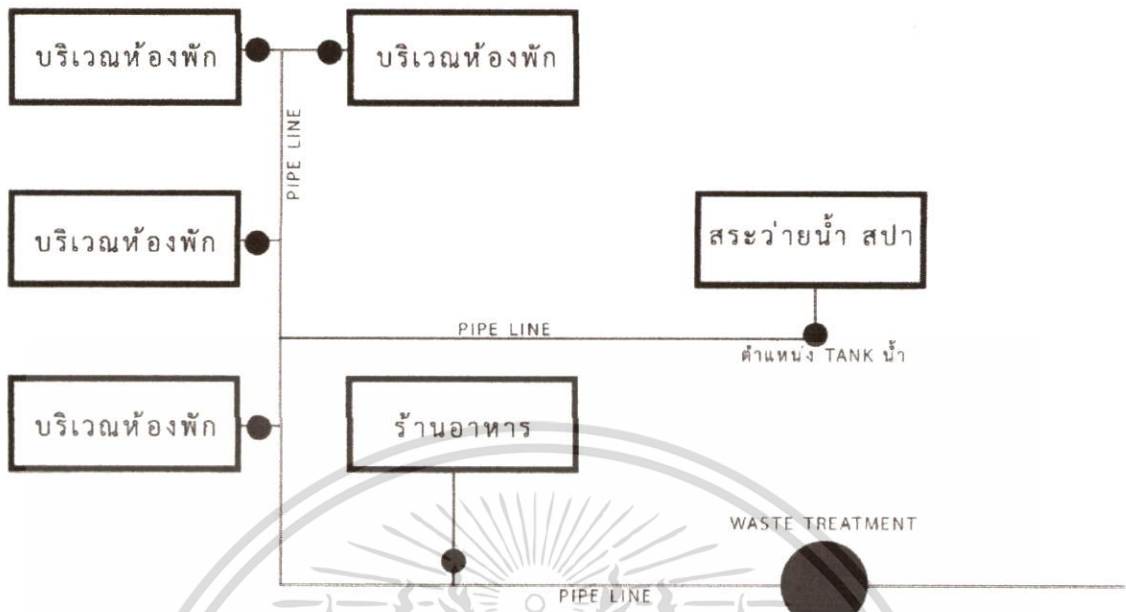 บริเวณห้องพัก
บริเวณห้องพัก
PIPE LINE
บริเวณห้องพัก
สระว่ายน้ำ สปา
PIPE LINE
ตำแหน่ง TANK น้ำ
บริเวณห้องพัก
ร้านอาหาร
WASTE TREATMENT
PIPE LINE